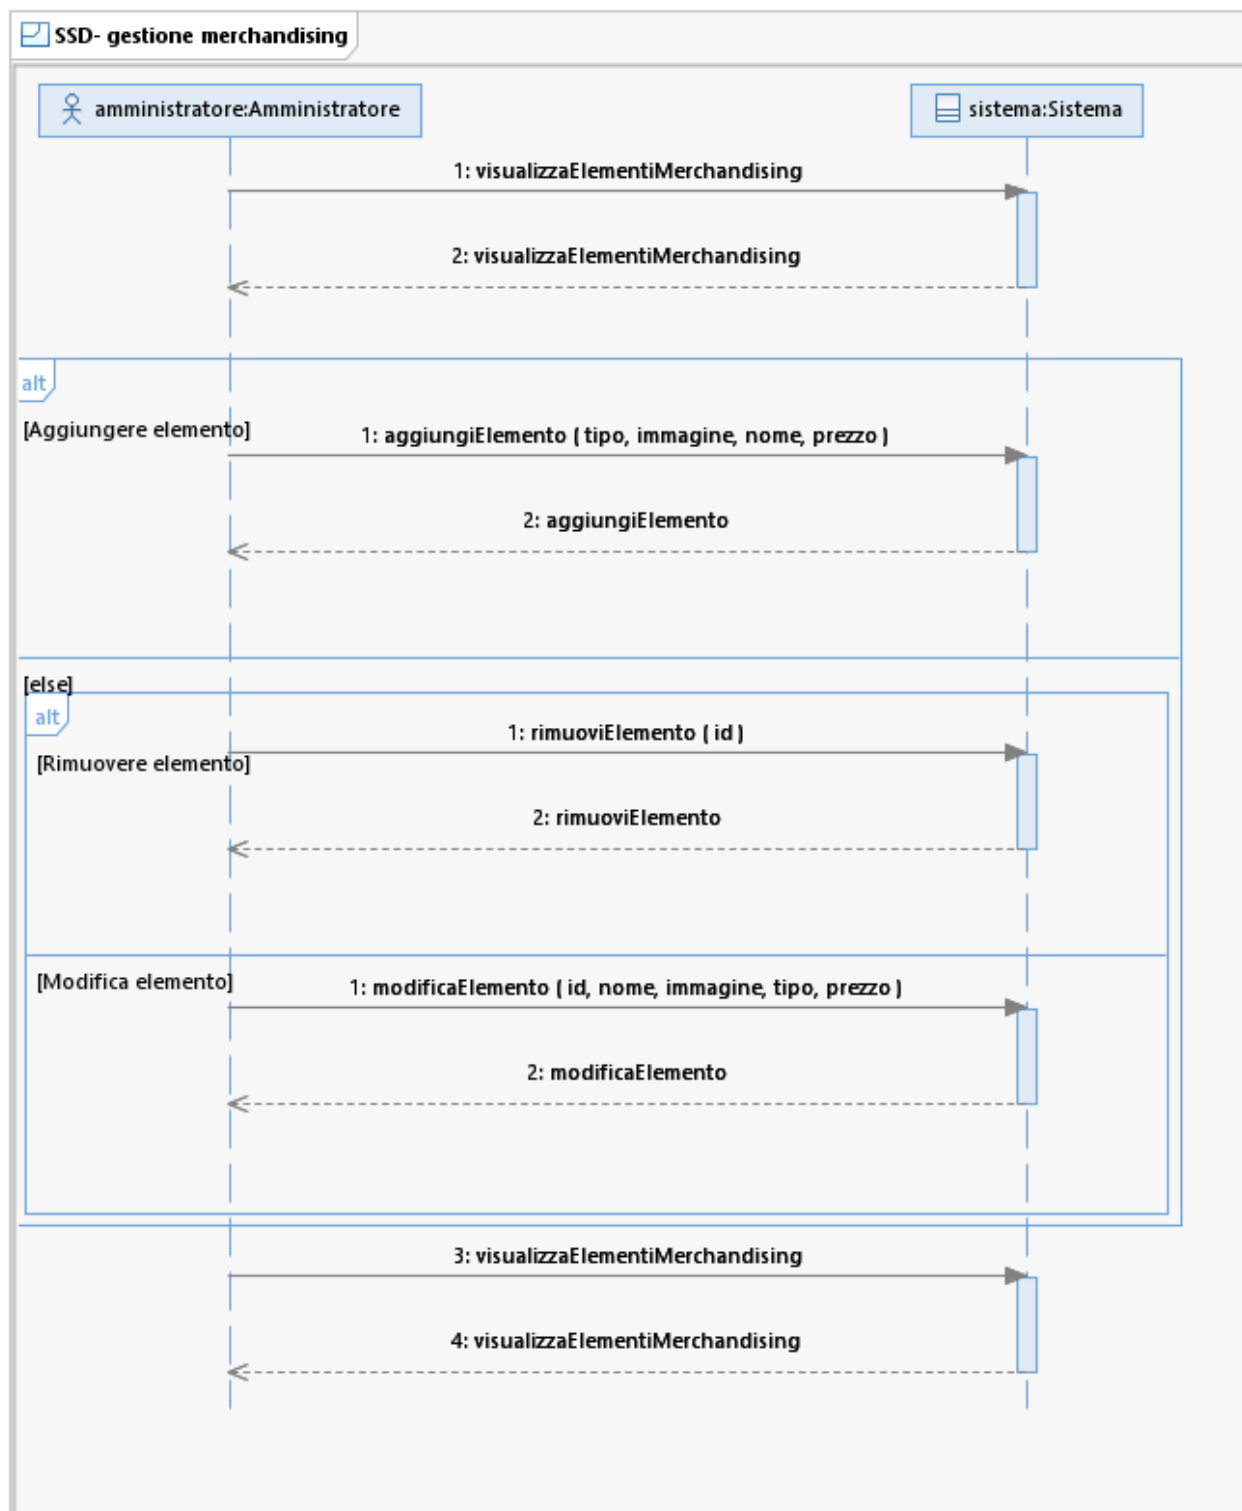 SSD- gestione merchandising
amministratore:Amministratore
sistema:Sistema
1: visualizzaElementiMerchandising
2: visualizzaElementiMerchandising
alt
[Aggiungere elemento]
1: aggiungiElemento ( tipo, immagine, nome, prezzo )
2: aggiungiElemento
[else]
alt
1: rimuoviElemento ( id )
[Rimuovere elemento]
2: rimuoviElemento
[Modifica elemento]
1: modificaElemento ( id, nome, immagine, tipo, prezzo )
2: modificaElemento
3: visualizzaElementiMerchandising
4: visualizzaElementiMerchandising